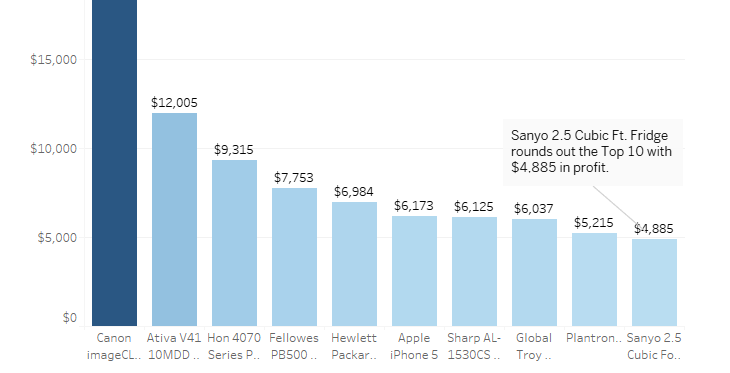 $15,000
$12,005
$10,000
$9,315
$7,753
$6,984
$6,173
$6,125
$6,037
$5,215
$4,885
Sanyo 2.5 Cubic Ft. Fridge
rounds out the Top 10 with
$4,885 in profit.
$5,000
$0
Canon
imageCL..
Ativa V41
10MDD ..
Hon 4070
Series P..
Fellowes
PB500 ..
Hewlett
Packar..
Apple
iPhone 5
Sharp AL-
1530CS ..
Global
Troy ..
Plantron..
Sanyo 2.5
Cubic Fo..